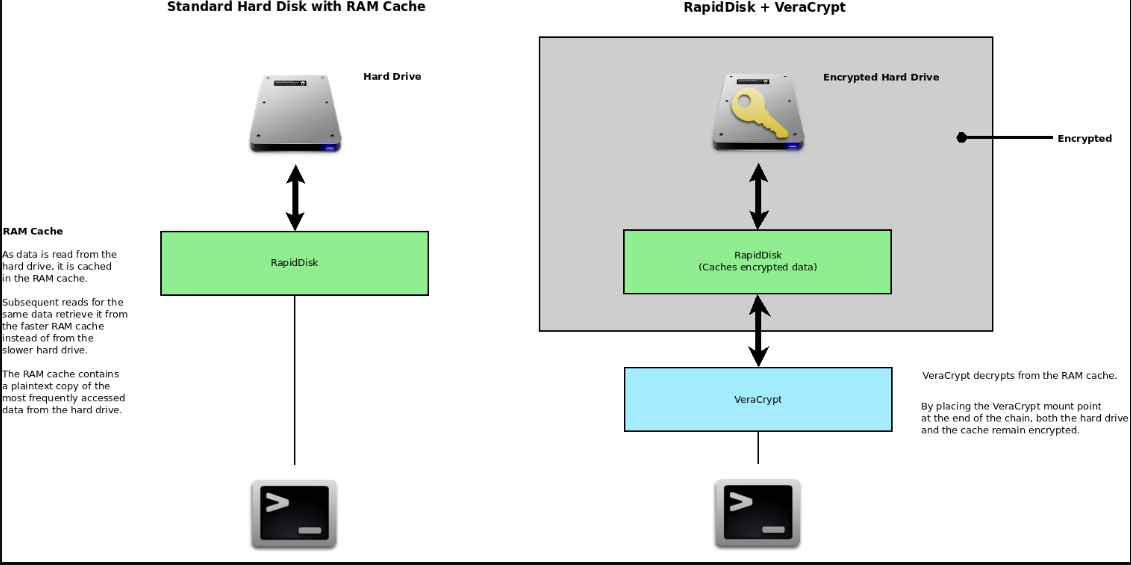 Standard Hard Disk with RAM Cache
Hard Drive
RAM Cache
As data is read from the
hard drive, it is cached
in the RAM cache.
Subsequent reads for the
same data retrieve it from
the faster RAM cache
instead of from the
slower hard drive.
The RAM cache contains
a plaintext copy of the
most frequently accessed
data from the hard drive.
RapidDisk
RapidDisk + VeraCrypt
Encrypted Hard Drive
Encrypted
RapidDisk
(Caches encrypted data)
VeraCrypt
VeraCrypt decrypts from the RAM cache.
By placing the VeraCrypt mount point
at the end of the chain, both the hard drive
and the cache remain encrypted.